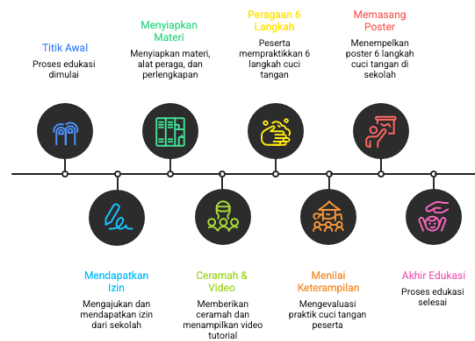 Titik Awal
Proses edukasi
dimulai
Mendapatkan
Izin
Mengajukan dan
mendapatkan izin
dari sekolah
Menyiapkan
Materi
Menyiapkan materi,
alat peraga, dan
perlengkapan
Ceramah &
Video
Memberikan
ceramah dan
menampilkan video
tutorial
Peragaan 6
Langkah
Peserta
mempraktikkan 6
langkah cuci
tangan
Menilai
Keterampilan
Mengevaluasi
praktik cuci tangan
peserta
Memasang
Poster
Menempelkan
poster 6 langkah
cuci tangan di
sekolah
Akhir Edukasi
Proses edukasi
selesai